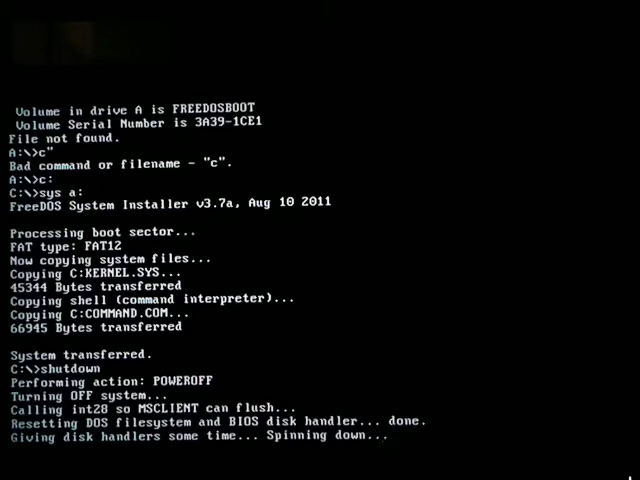 Volume in drive A is FREEDOSBOOT
Volume Serial Number is 3A39-1CE1
File not found.
A:\>c"
Bad command or filename - "c".
A:\>c:
C:\>sys a:
FreeDOS System Installer v3.7a, Aug 10 2011
Processing boot sector...
FAT type: FAT12
Now copying system files...
Copying C:KERNEL.SYS...
45344 Bytes transferred
Copying shell (command interpreter)...
Copying C:COMMAND.COM...
66945 Bytes transferred
System transferred.
C:\>shutdown
Performing action: POWEROFF
Turning OFF system...
Calling int28 so MSCLIENT can flush...
Resetting DOS filesystem and BIOS disk handler... done.
Giving disk handlers some time... Spinning down...